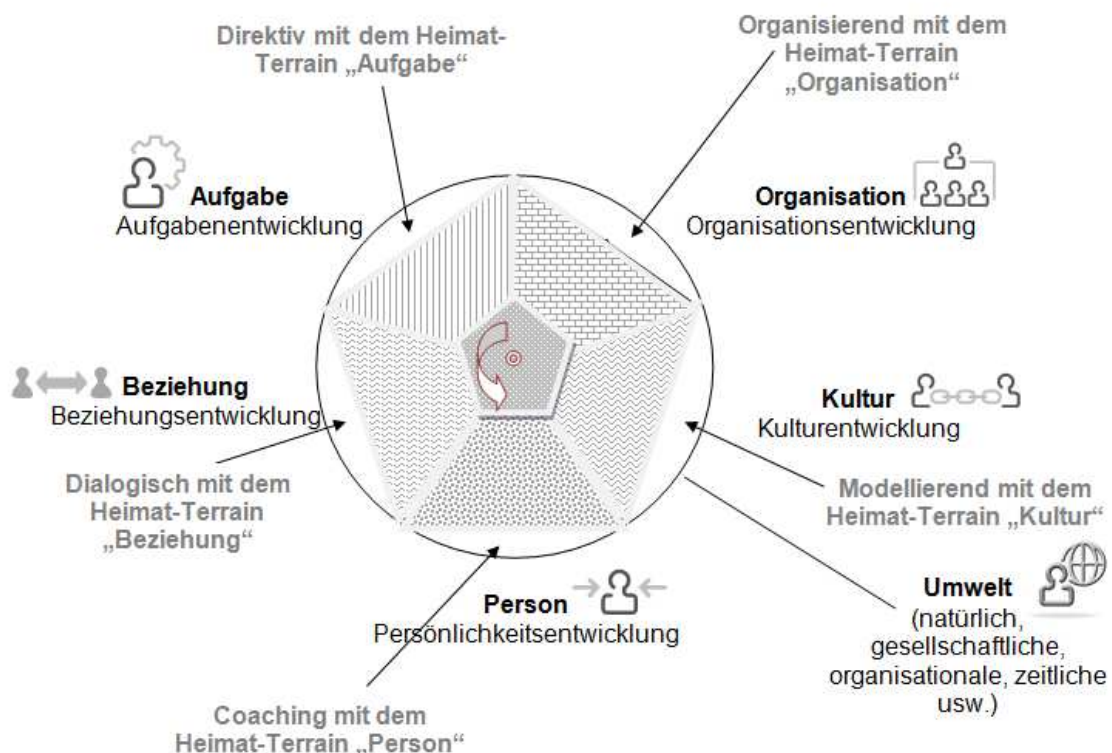 Direktiv mit dem Heimat-
Terrain „Aufgabe“
Organisierend mit dem
Heimat-Terrain
„Organisation“
Aufgabe
Aufgabenentwicklung
Organisation
Organisationsentwicklung
Beziehung
Beziehungsentwicklung
Kultur
Kulturentwicklung
Dialogisch mit dem
Heimat-Terrain
„Beziehung“
Modellierend mit dem
Heimat-Terrain „Kultur“
Person
Persönlichkeitsentwicklung
Umwelt
(natürlich,
gesellschaftliche,
organisationale, zeitliche
usw.)
Coaching mit dem
Heimat-Terrain „Person“